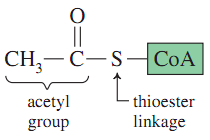 O
CH₃—C—S—CoA
acetyl group
thioester linkage